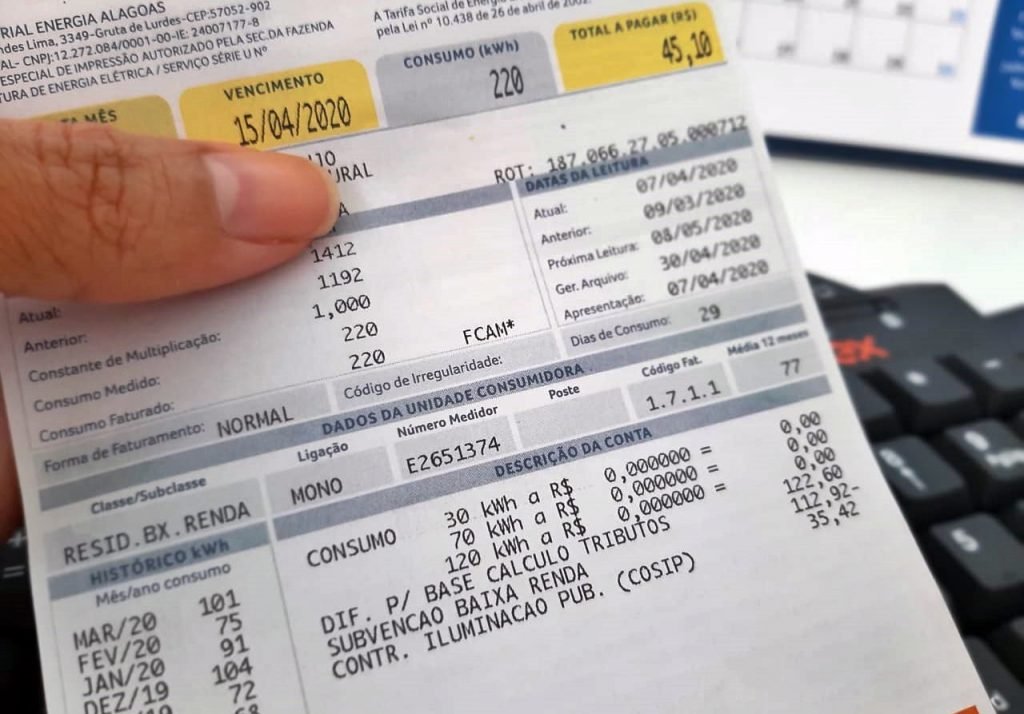 RIAL ENERGIA ALAGOAS
ndes Lima, 3349-Gruta de Lurdes-CEP:57052-902
AL- CNPJ:12.272.084/0001-00-IE: 24007177-8
ESPECIAL DE IMPRESSÃO AUTORIZADO PELA SEC.DA FAZENDA
TURA DE ENERGIA ELÉTRICA / SERVIÇO SÉRIE U Nº
A Tarifa Social de Energia
pela Lei nº 10.438 de 26 de abril de 2002.
TA MÊS
VENCIMENTO
15/04/2020
CONSUMO (kWh)
220
TOTAL A PAGAR (R$)
45,10
URAL
ROT: 187.066.27.05.000712
DATAS DA LEITURA
Atual: 07/04/2020
Anterior: 09/03/2020
Próxima Leitura: 08/05/2020
Ger. Arquivo: 30/04/2020
Apresentação: 07/04/2020
Dias de Consumo: 29
Atual: 1412
Anterior: 1192
Constante de Multiplicação: 1,000
Consumo Medido: 220
Consumo Faturado: 220 FCAM*
Forma de Faturamento: NORMAL
Código de Irregularidade:
DADOS DA UNIDADE CONSUMIDORA
Classe/Subclasse
RESID.BX.RENDA
Ligação
MONO
Número Medidor
E2651374
Poste
Código Fat.
1.7.1.1
Média 12 meses
77
HISTÓRICO kWh
Mês/ano consumo
MAR/20 101
FEV/20 75
JAN/20 91
DEZ/19 104
/19 72
DESCRIÇÃO DA CONTA
CONSUMO 30 kWh a R$ 0,000000 = 0,00
70 kWh a R$ 0,000000 = 0,00
120 kWh a R$ 0,000000 = 0,00
DIF. P/ BASE CALCULO TRIBUTOS 122,60
SUBVENCAO BAIXA RENDA 112,92-
CONTR. ILUMINACAO PUB. (COSIP) 35,42